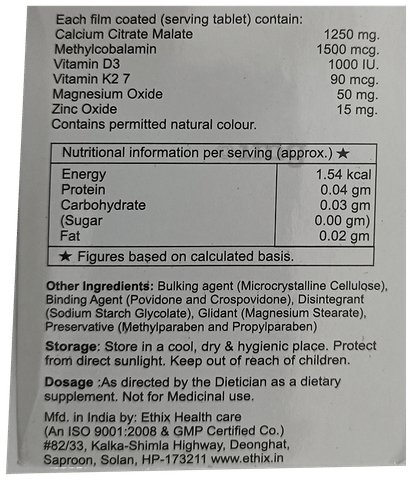 Each film coated (serving tablet) contain:
Calcium Citrate Malate 1250 mg.
Methylcobalamin 1500 mcg.
Vitamin D3 1000 IU.
Vitamin K2 7 90 mcg.
Magnesium Oxide 50 mg.
Zinc Oxide 15 mg.
Contains permitted natural colour.
Nutritional information per serving (approx.) ★
Energy 1.54 kcal
Protein 0.04 gm
Carbohydrate 0.03 gm
(Sugar 0.00 gm)
Fat 0.02 gm
★ Figures based on calculated basis.
Other Ingredients: Bulking agent (Microcrystalline Cellulose),
Binding Agent (Povidone and Crospovidone), Disintegrant
(Sodium Starch Glycolate), Glidant (Magnesium Stearate),
Preservative (Methylparaben and Propylparaben)
Storage: Store in a cool, dry & hygienic place. Protect
from direct sunlight. Keep out of reach of children.
Dosage :As directed by the Dietician as a dietary
supplement. Not for Medicinal use.
Mfd. in India by: Ethix Health care
(An ISO 9001:2008 & GMP Certified Co.)
#82/33, Kalka-Shimla Highway, Deonghat,
Saproon, Solan, HP-173211 www.ethix.in